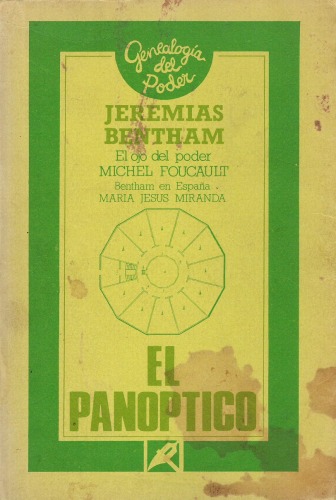 Genealogía
del
Poder
JEREMIAS
BENTHAM
El ojo del poder
MICHEL FOUCAULT
Bentham en España
MARIA JESUS MIRANDA
EL
PANOPTICO